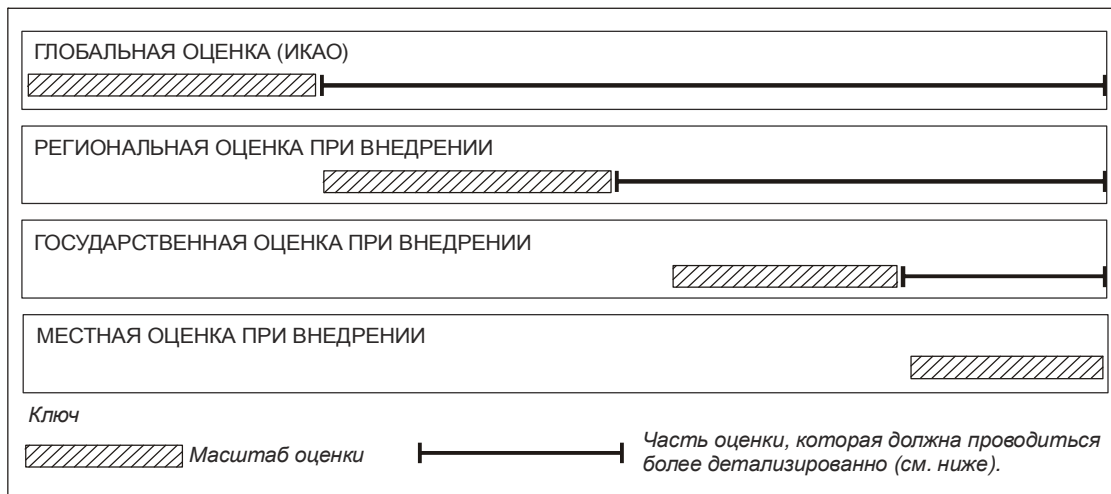 ГЛОБАЛЬНАЯ ОЦЕНКА (ИКАО)
РЕГИОНАЛЬНАЯ ОЦЕНКА ПРИ ВНЕДРЕНИИ
ГОСУДАРСТВЕННАЯ ОЦЕНКА ПРИ ВНЕДРЕНИИ
МЕСТНАЯ ОЦЕНКА ПРИ ВНЕДРЕНИИ
Ключ
Масштаб оценки
Часть оценки, которая должна проводиться
более детализированно (см. ниже).